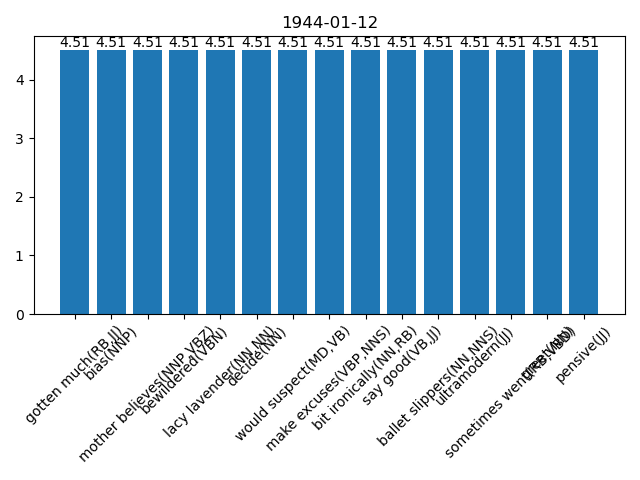 1944-01-12
4.51 4.51 4.51 4.51 4.51 4.51 4.51 4.51 4.51 4.51 4.51 4.51 4.51 4.51 4.51
4
3
2
1
0
gotten much(RB,JJ)
bias(NNP)
mother believes(NNP,VBZ)
bewildered(VBN)
lacy lavender(NN,NN)
decide(NN)
would suspect(MD,VB)
make excuses(VBP,NNS)
bit ironically(NN,RB)
say good(VB,JJ)
ballet slippers(NN,NNS)
ultramodern(JJ)
sometimes went(RB,VBD)
pensive(JJ)